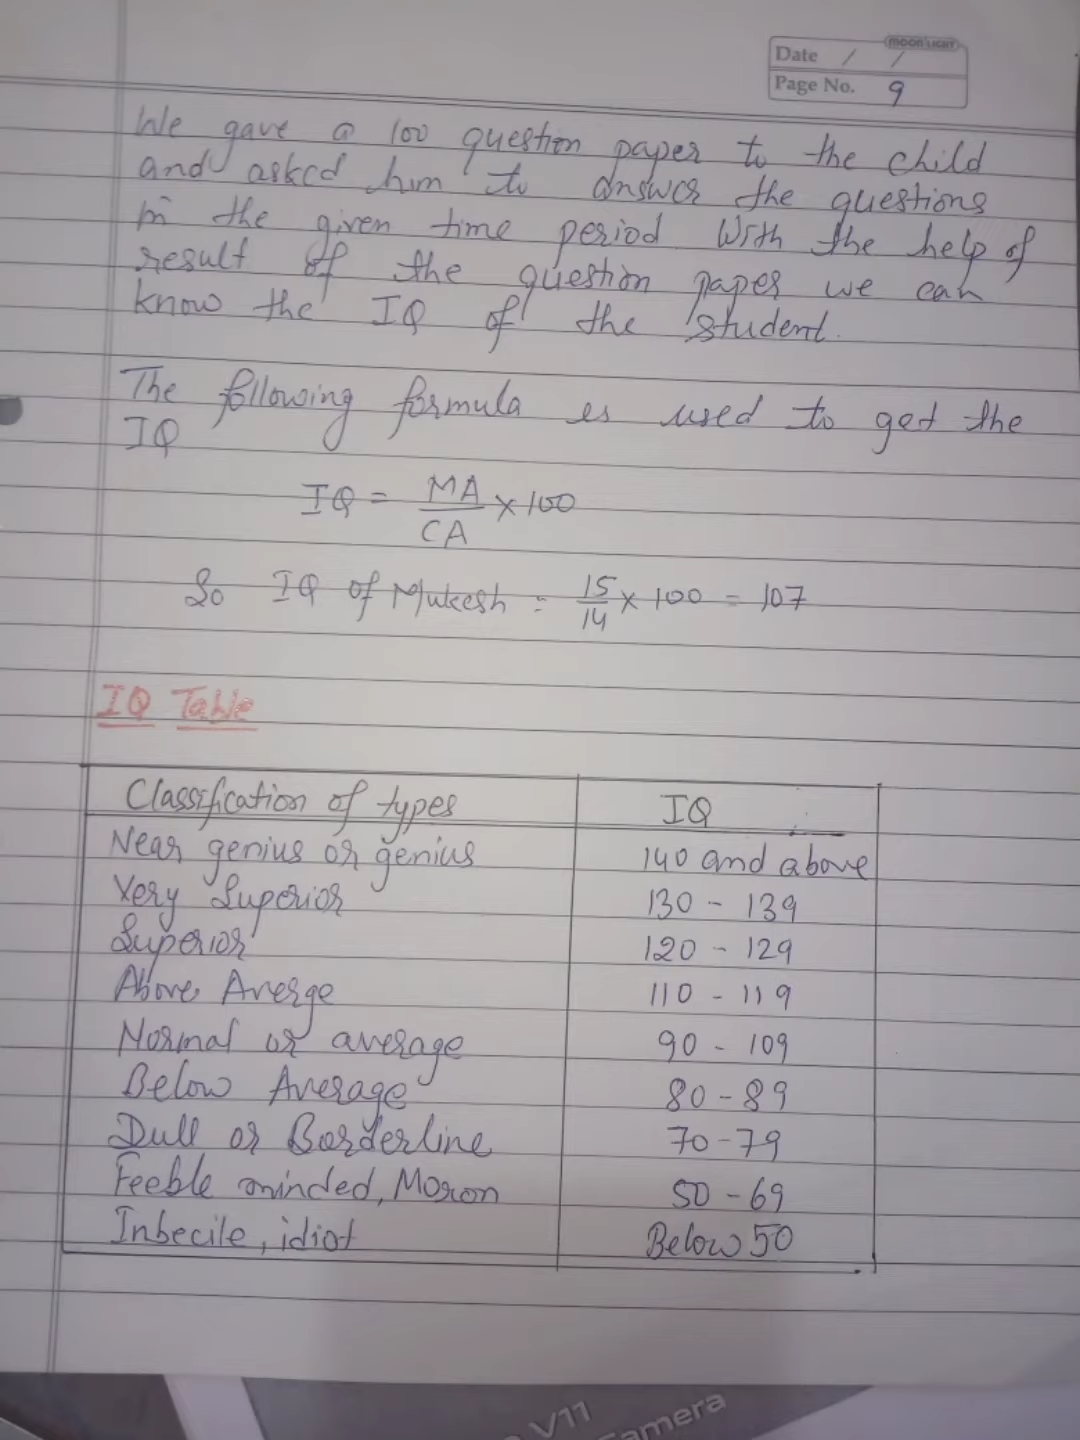 MOON LIGHT
Date / /
Page No. 9
We gave a 100 question paper to the child
and asked him to answer the questions
in the given time period With the help of
result of the question paper we can
know the IQ of the student.
The following formula is used to get the
IQ
IQ = MA/CA × 100
So IQ of Mukesh = 15/14 × 100 = 107
IQ Table
Classification of types IQ
Near genius or genius 140 and above
Very Superior 130 - 139
Superior 120 - 129
Above Averge 110 - 119
Normal or average 90 - 109
Below Average 80 - 89
Dull or Borderline 70 - 79
Feeble minded, Moron 50 - 69
Inbecile, idiot Below 50
V11
Camera